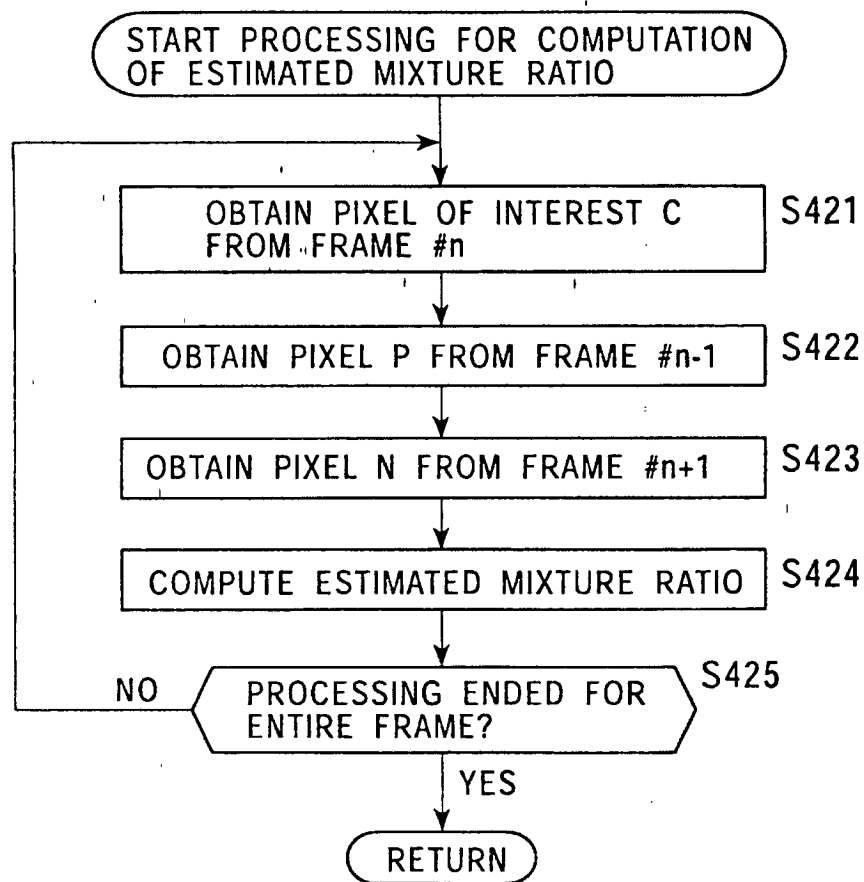 START PROCESSING FOR COMPUTATION
OF ESTIMATED MIXTURE RATIO
OBTAIN PIXEL OF INTEREST C
FROM FRAME #n
S421
OBTAIN PIXEL P FROM FRAME #n-1
S422
OBTAIN PIXEL N FROM FRAME #n+1
S423
COMPUTE ESTIMATED MIXTURE RATIO
S424
PROCESSING ENDED FOR
ENTIRE FRAME?
S425
NO
YES
RETURN